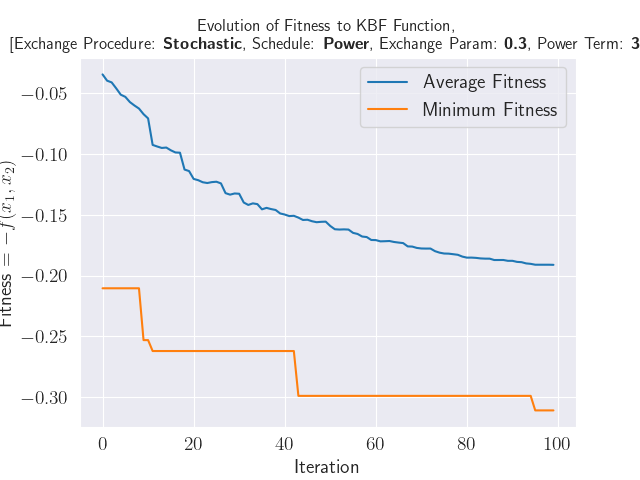 Evolution of Fitness to KBF Function,
[Exchange Procedure: Stochastic, Schedule: Power, Exchange Param: 0.3, Power Term: 3
Average Fitness
Minimum Fitness
−0.05
−0.10
−0.15
−0.20
−0.25
−0.30
Fitness = −f(x₁, x₂)
0 20 40 60 80 100
Iteration